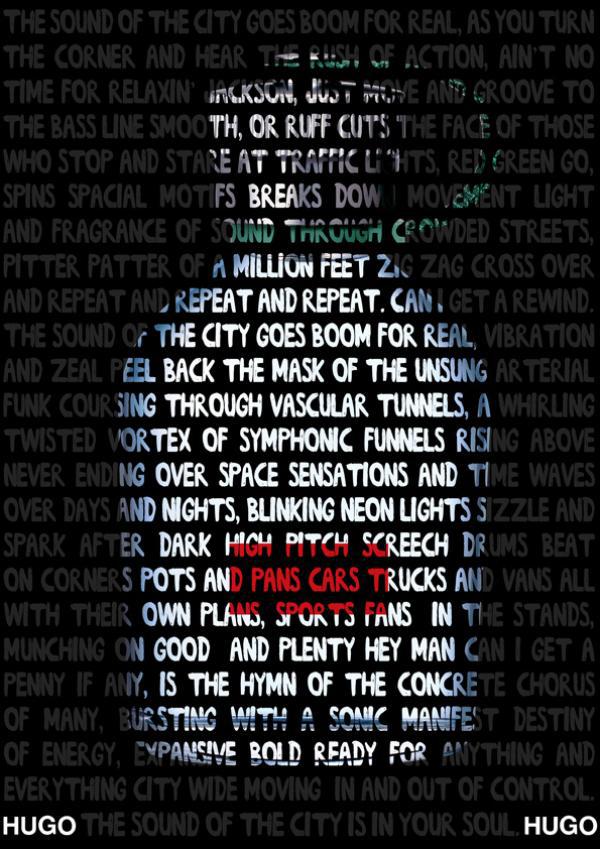 THE SOUND OF THE CITY GOES BOOM FOR REAL, AS YOU TURN
THE CORNER AND HEAR THE RUSH OF ACTION, AIN'T NO
TIME FOR RELAXIN' JACKSON, JUST MOVE AND GROOVE TO
THE BASS LINE SMOOTH, OR RUFF CUTS THE FACE OF THOSE
WHO STOP AND STARE AT TRAFFIC LIGHTS, RED GREEN GO,
SPINS SPACIAL MOTIFS BREAKS DOWN MOVEMENT LIGHT
AND FRAGRANCE OF SOUND THROUGH CROWDED STREETS,
PITTER PATTER OF A MILLION FEET ZIG ZAG CROSS OVER
AND REPEAT AND REPEAT AND REPEAT. CAN I GET A REWIND.
THE SOUND OF THE CITY GOES BOOM FOR REAL, VIBRATION
AND ZEAL PEEL BACK THE MASK OF THE UNSUNG ARTERIAL
FUNK COURSING THROUGH VASCULAR TUNNELS, A WHIRLING
TWISTED VORTEX OF SYMPHONIC FUNNELS RISING ABOVE
NEVER ENDING OVER SPACE SENSATIONS AND TIME WAVES
OVER DAYS AND NIGHTS, BLINKING NEON LIGHTS SIZZLE AND
SPARK AFTER DARK HIGH PITCH SCREECH DRUMS BEAT
ON CORNERS POTS AND PANS CARS TRUCKS AND VANS ALL
WITH THEIR OWN PLANS, SPORTS FANS IN THE STANDS,
MUNCHING ON GOOD AND PLENTY HEY MAN CAN I GET A
PENNY IF ANY, IS THE HYMN OF THE CONCRETE CHORUS
OF MANY, BURSTING WITH A SONIC MANIFEST DESTINY
OF ENERGY, EXPANSIVE BOLD READY FOR ANYTHING AND
EVERYTHING CITY WIDE MOVING IN AND OUT OF CONTROL.
HUGO THE SOUND OF THE CITY IS IN YOUR SOUL. HUGO